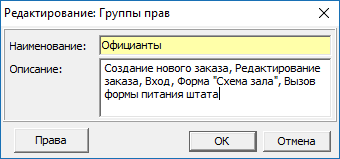 Редактирование: Группы прав
Наименование: Официанты
Описание: Создание нового заказа, Редактирование
заказа, Вход, Форма "Схема зала", Вызов
формы питания штата
Права OK Отмена